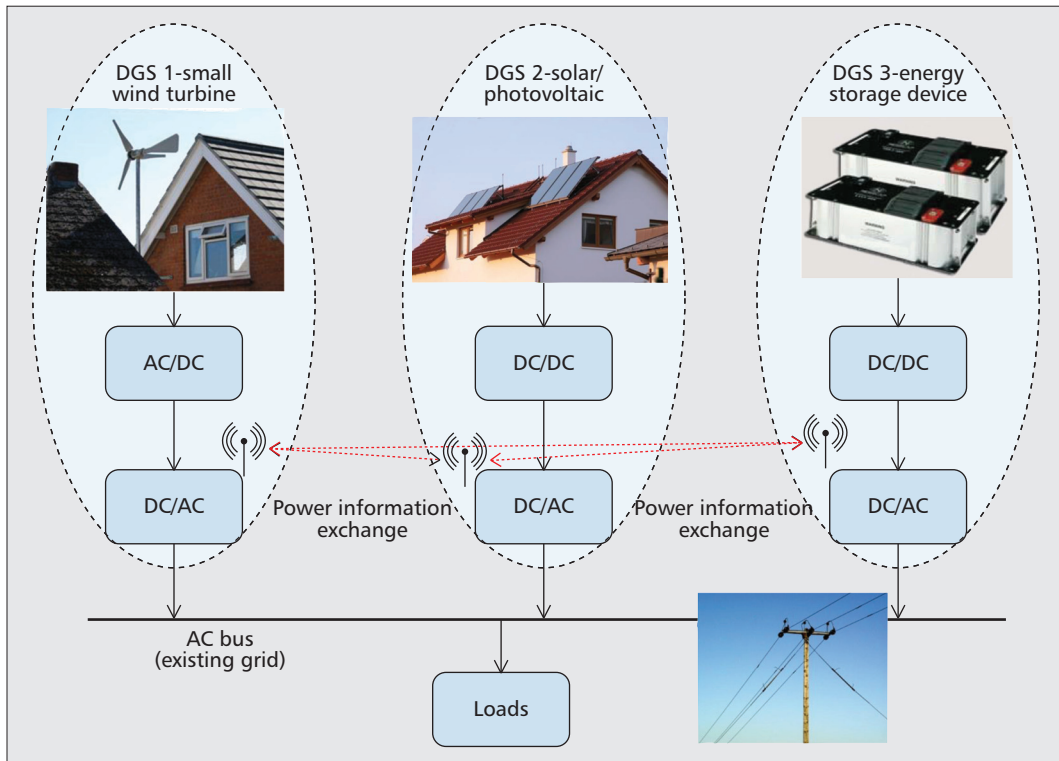 DGS 1-small
wind turbine
DGS 2-solar/
photovoltaic
DGS 3-energy
storage device
AC/DC
DC/DC
DC/DC
DC/AC
Power information
exchange
DC/AC
Power information
exchange
DC/AC
AC bus
(existing grid)
Loads